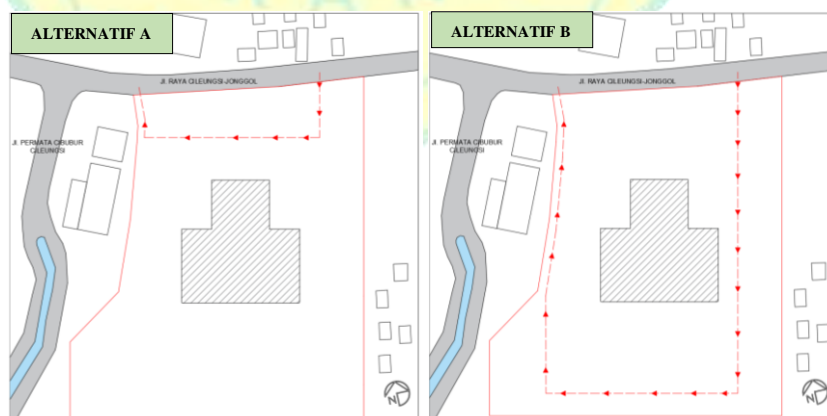 ALTERNATIF A
JL RAYA CILEUNGSI-JONGGOL
JL PERMATA CIBUBUR
CILEUNGSI
N
ALTERNATIF B
JL RAYA CILEUNGSI-JONGGOL
JL PERMATA CIBUBUR
CILEUNGSI
N